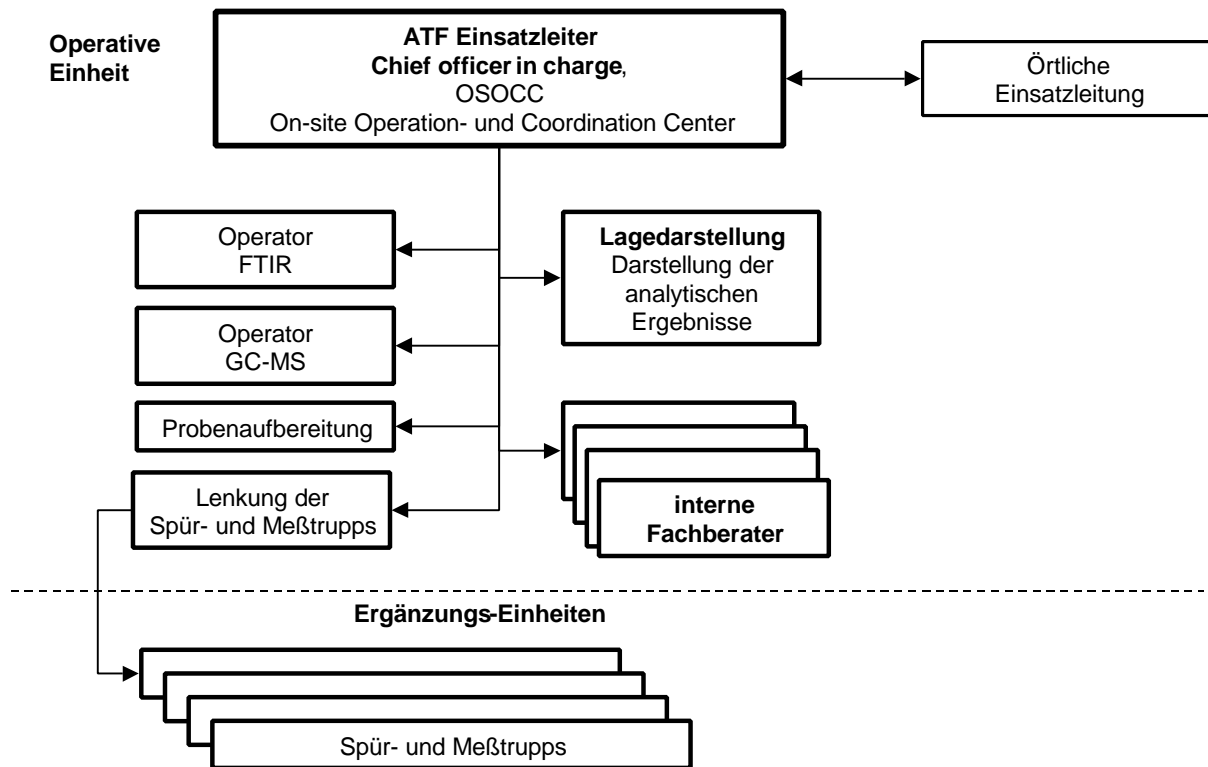 Operative
Einheit
ATF Einsatzleiter
Chief officer in charge,
OSOCC
On-site Operation- und Coordination Center
Örtliche
Einsatzleitung
Operator
FTIR
Lagedarstellung
Darstellung der
analytischen
Ergebnisse
Operator
GC-MS
Probenaufbereitung
Lenkung der
Spür- und Meßtrupps
interne
Fachberater
Ergänzungs-Einheiten
Spür- und Meßtrupps